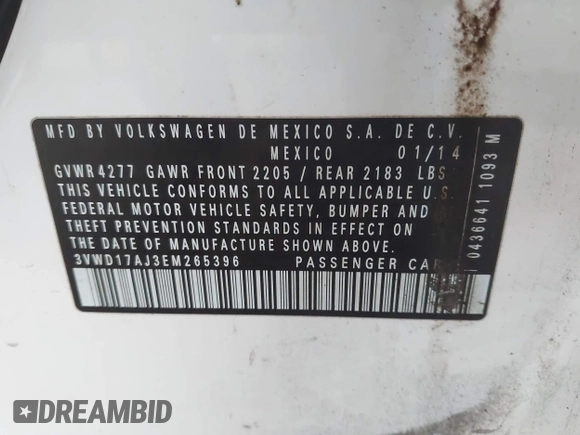 MFD BY VOLKSWAGEN DE MEXICO S.A. DE C.V.
MEXICO 01/14
GVWR 4277 GAWR FRONT 2205 / REAR 2183 LBS
THIS VEHICLE CONFORMS TO ALL APPLICABLE U.S.
FEDERAL MOTOR VEHICLE SAFETY, BUMPER AND
THEFT PREVENTION STANDARDS IN EFFECT ON
THE DATE OF MANUFACTURE SHOWN ABOVE.
3VWD17AJ3EM265396 PASSENGER CAR
0436641 1093 M
DREAMBID